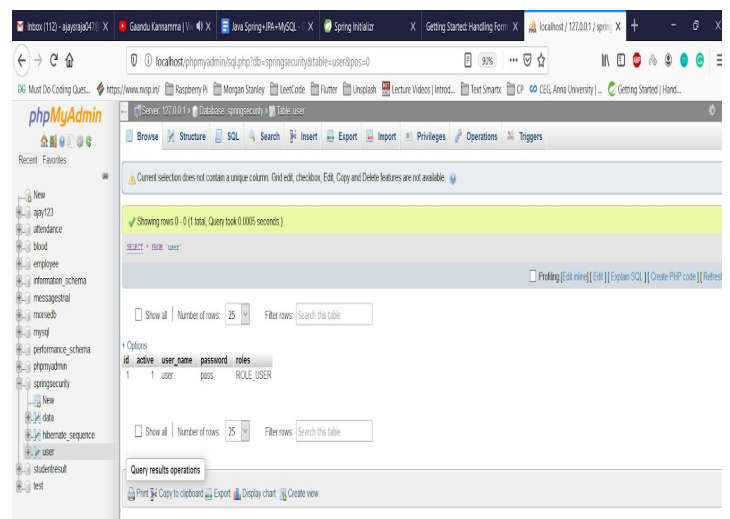 Inbox (112) - ajaysraja047@
Gaandu Kannamma | Vi
Java Spring+JPA+MySQL - G
Spring Initializr
Getting Started: Handling Form
localhost / 127.0.0.1 / spring
localhost/phpmyadmin/sql.php?db=springsecurity&table=user&pos=0
90%
Must Do Coding Ques...
https://www.nxp.in/
Raspberry Pi
Morgan Stanley
LeetCode
Flutter
Unsplash
Lecture Videos | Introd...
Text Smartx
CP
CEG, Anna University | ...
Getting Started | Hand...
phpMyAdmin
Recent Favorites
New
ajay123
attendance
blood
employee
information_schema
messagestrial
morsedb
mysql
performance_schema
phpmyadmin
springsecurity
New
data
hibernate_sequence
user
studentresult
test
Server: 127.0.0.1 » Database: springsecurity » Table: user
Browse Structure SQL Search Insert Export Import Privileges Operations Triggers
Current selection does not contain a unique column. Grid edit, checkbox, Edit, Copy and Delete features are not available.
Showing rows 0 - 0 (1 total, Query took 0.0005 seconds.)
SELECT * FROM `user`
Profiling [Edit inline] [ Edit ] [ Explain SQL ] [ Create PHP code ] [ Refresh
Show all | Number of rows: 25 Filter rows: Search this table
+ Options
id active user_name password roles
1 1 user pass ROLE_USER
Show all | Number of rows: 25 Filter rows: Search this table
Query results operations
Print Copy to clipboard Export Display chart Create view